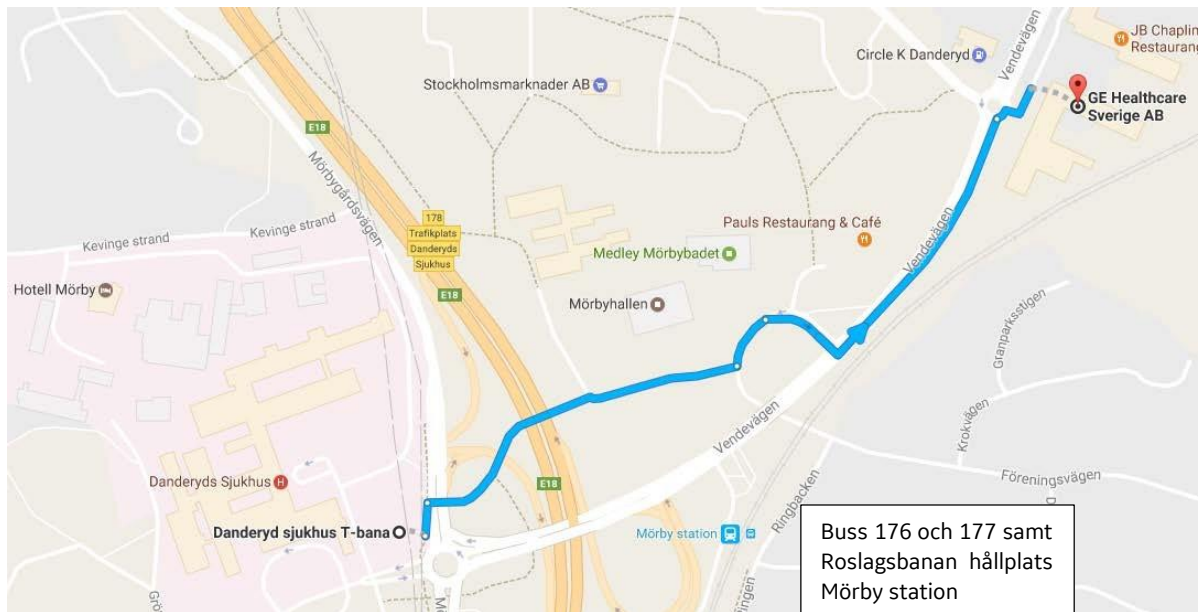 JB Chaplin
Restaurang
Circle K Danderyd
Vendevägen
Stockholmsmarknader AB
GE Healthcare
Sverige AB
E18
Mörbygårdsvägen
178
Trafikplats
Danderyds
Sjukhus
Kevinge strand
Kevinge strand
Pauls Restaurang & Café
Vendevägen
Medley Mörbybadet
Hotell Mörby
E18
Mörbyhallen
Granparksstigen
Krokvägen
Vendevägen
Danderyds Sjukhus
E18
Föreningsvägen
Ringbacken
Danderyd sjukhus T-bana
Mörby station
Buss 176 och 177 samt
Roslagsbanan hållplats
Mörby station